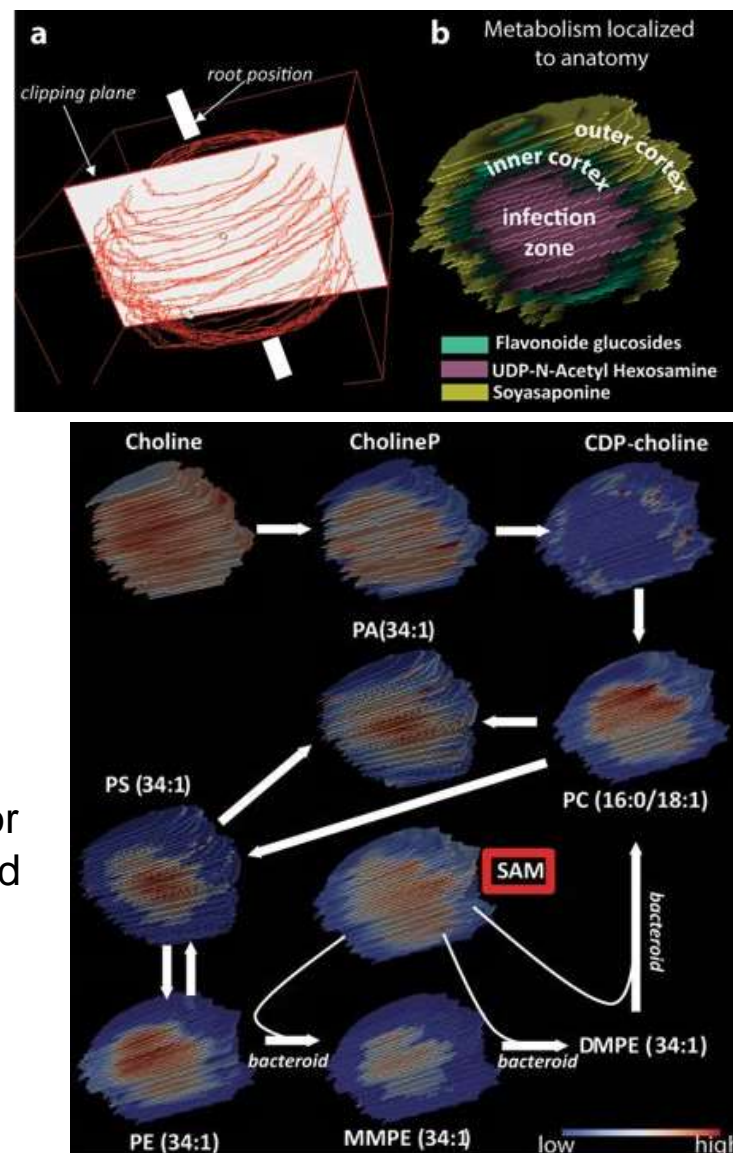 a
clipping plane
root position
b
Metabolism localized
to anatomy
outer cortex
inner cortex
infection
zone
Flavonoide glucosides
UDP-N-Acetyl Hexosamine
Soyasaponine
Choline
CholineP
CDP-choline
PA(34:1)
PS (34:1)
PC (16:0/18:1)
SAM
bacteroid
bacteroid
bacteroid
DMPE (34:1)
PE (34:1)
MMPE (34:1)
low
high